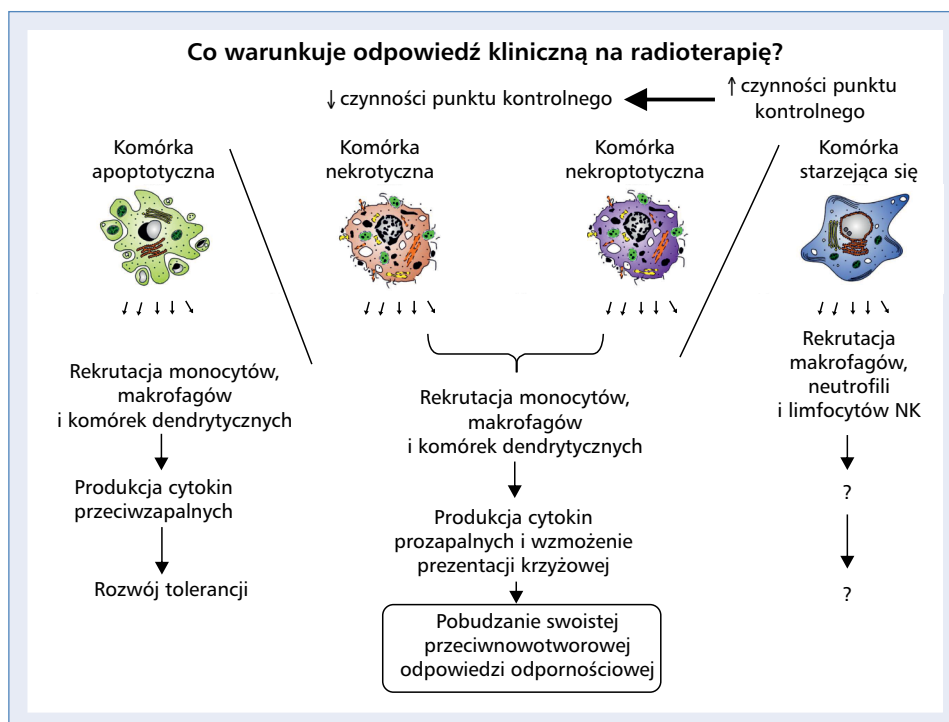 Co warunkuje odpowiedź kliniczną na radioterapię?
↓ czynności punktu kontrolnego
↑ czynności punktu
kontrolnego
Komórka
apoptotyczna
Komórka
nekrotyczna
Komórka
nekroptotyczna
Komórka
starzejąca się
Rekrutacja monocytów,
makrofagów
i komórek dendrytycznych
Produkcja cytokin
przeciwzapalnych
Rozwój tolerancji
Rekrutacja monocytów,
makrofagów
i komórek dendrytycznych
Produkcja cytokin
prozapalnych i wzmożenie
prezentacji krzyżowej
Pobudzanie swoistej
przeciwnowotworowej
odpowiedzi odpornościowej
Rekrutacja
makrofagów,
neutrofili
i limfocytów NK
?
?